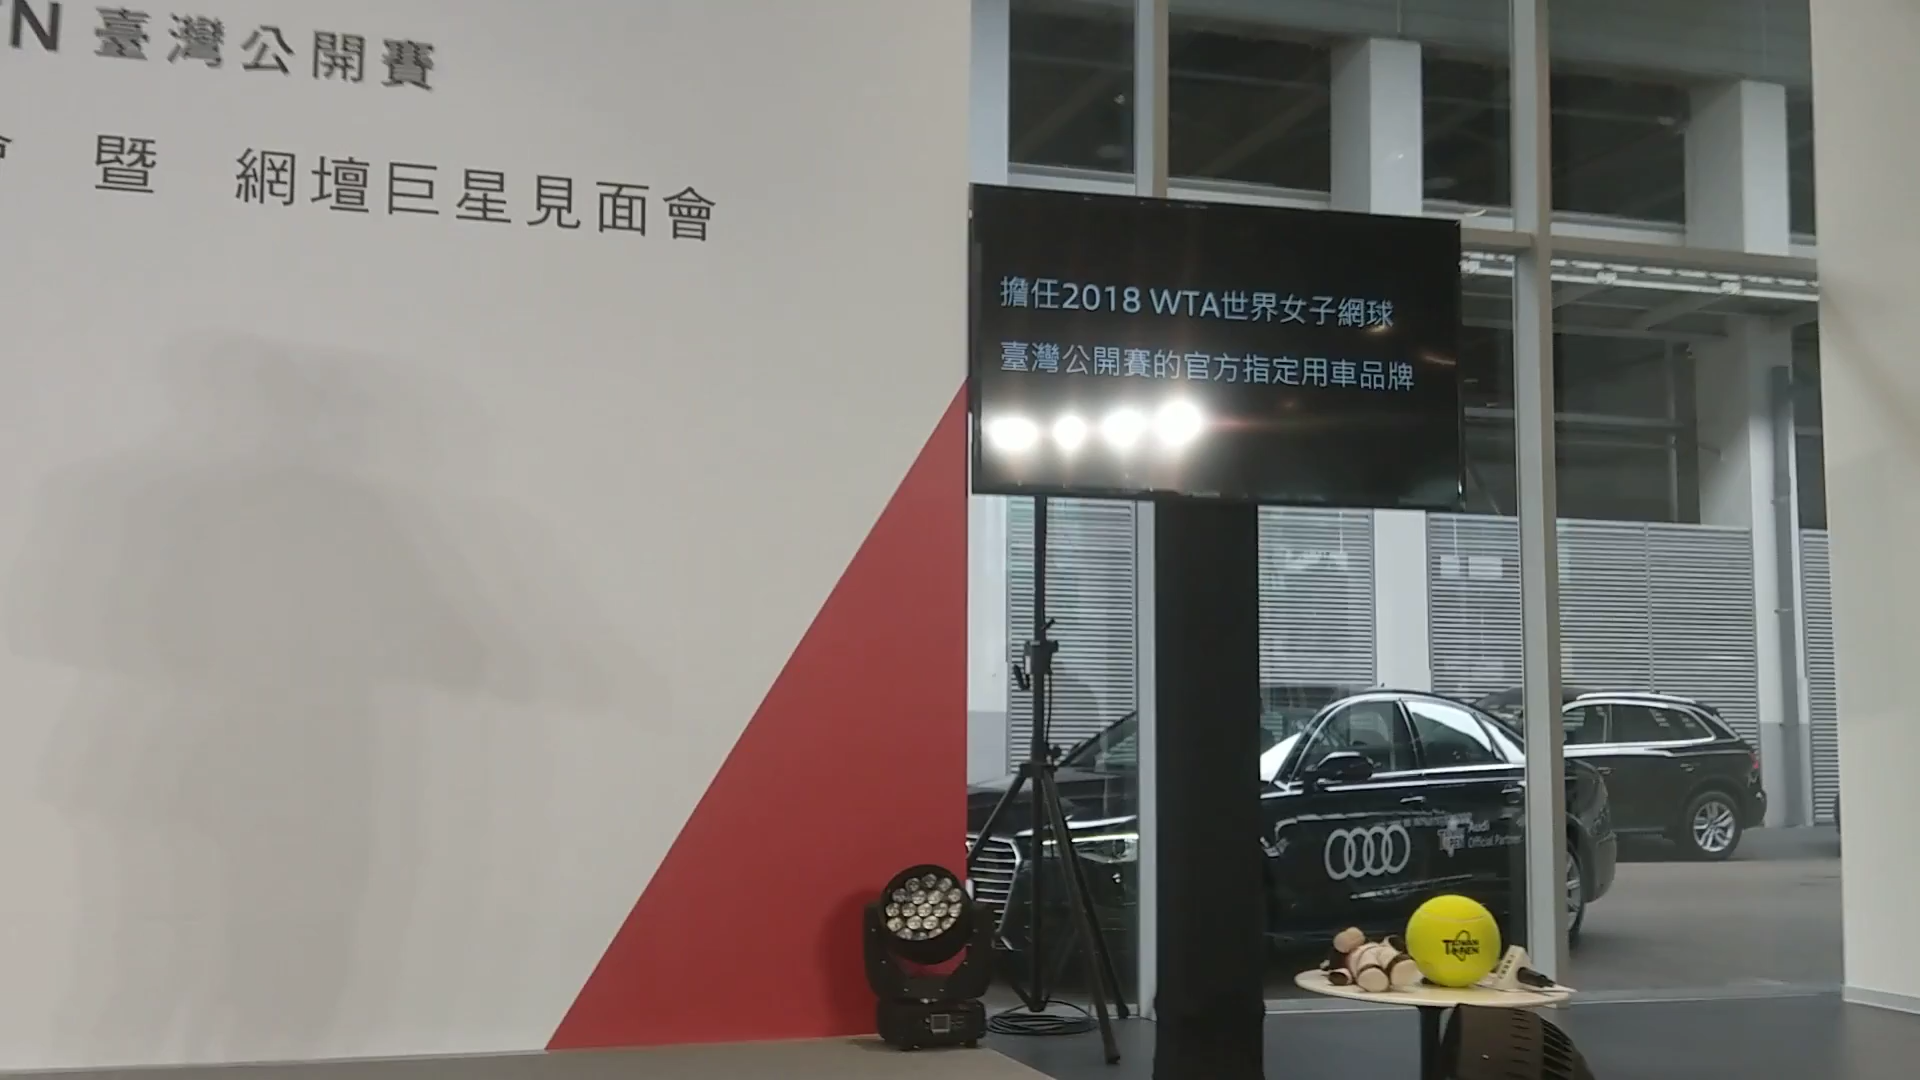 N 臺灣公開賽
暨 網壇巨星見面會
擔任2018 WTA世界女子網球
臺灣公開賽的官方指定用車品牌
Audi
Official Partner
TAIWAN
OPEN